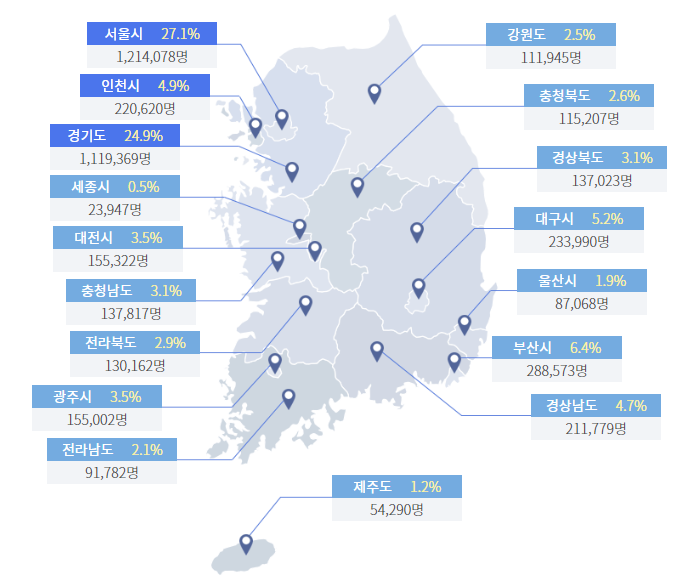 서울시 27.1%
1,214,078명
인천시 4.9%
220,620명
경기도 24.9%
1,119,369명
세종시 0.5%
23,947명
대전시 3.5%
155,322명
충청남도 3.1%
137,817명
전라북도 2.9%
130,162명
광주시 3.5%
155,002명
전라남도 2.1%
91,782명
강원도 2.5%
111,945명
충청북도 2.6%
115,207명
경상북도 3.1%
137,023명
대구시 5.2%
233,990명
울산시 1.9%
87,068명
부산시 6.4%
288,573명
경상남도 4.7%
211,779명
제주도 1.2%
54,290명